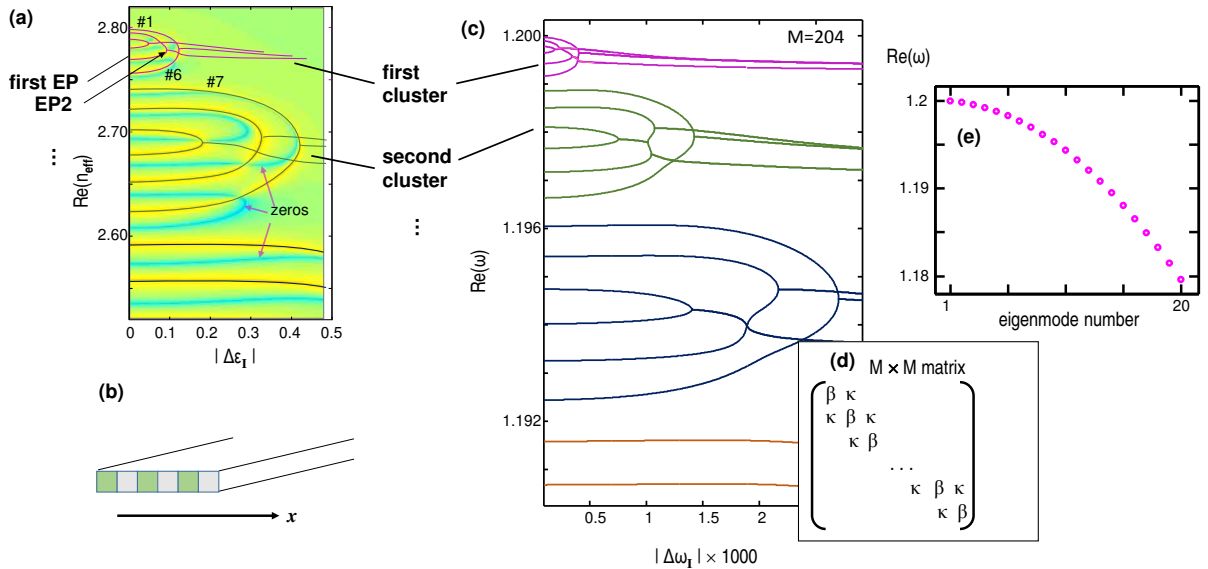 (a)
2.80
2.70
2.60
Re(n_eff)
#1
#6
#7
first EP
EP2
...
zeros
0
0.1
0.2
0.3
0.4
0.5
| Δε_I |
first
cluster
second
cluster
...
(b)
x
(c)
M=204
1.200
1.196
1.192
Re(ω)
0.5
1
1.5
2
| Δω_I | × 1000
(d)
M × M matrix
β κ
κ β κ
κ β
...
κ β κ
κ β
Re(ω)
(e)
1.2
1.19
1.18
1
20
eigenmode number